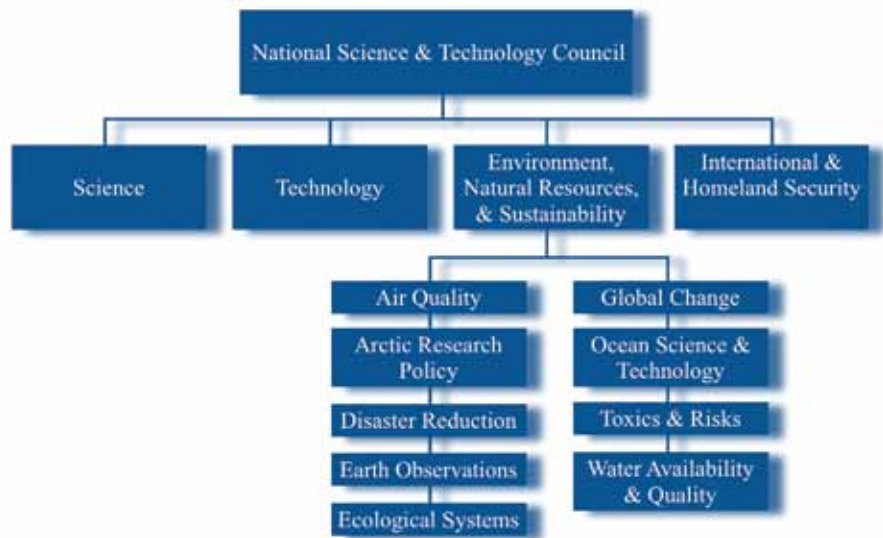 National Science & Technology Council
Science
Technology
Environment,
Natural Resources,
& Sustainability
International &
Homeland Security
Air Quality
Arctic Research
Policy
Disaster Reduction
Earth Observations
Ecological Systems
Global Change
Ocean Science &
Technology
Toxics & Risks
Water Availability
& Quality